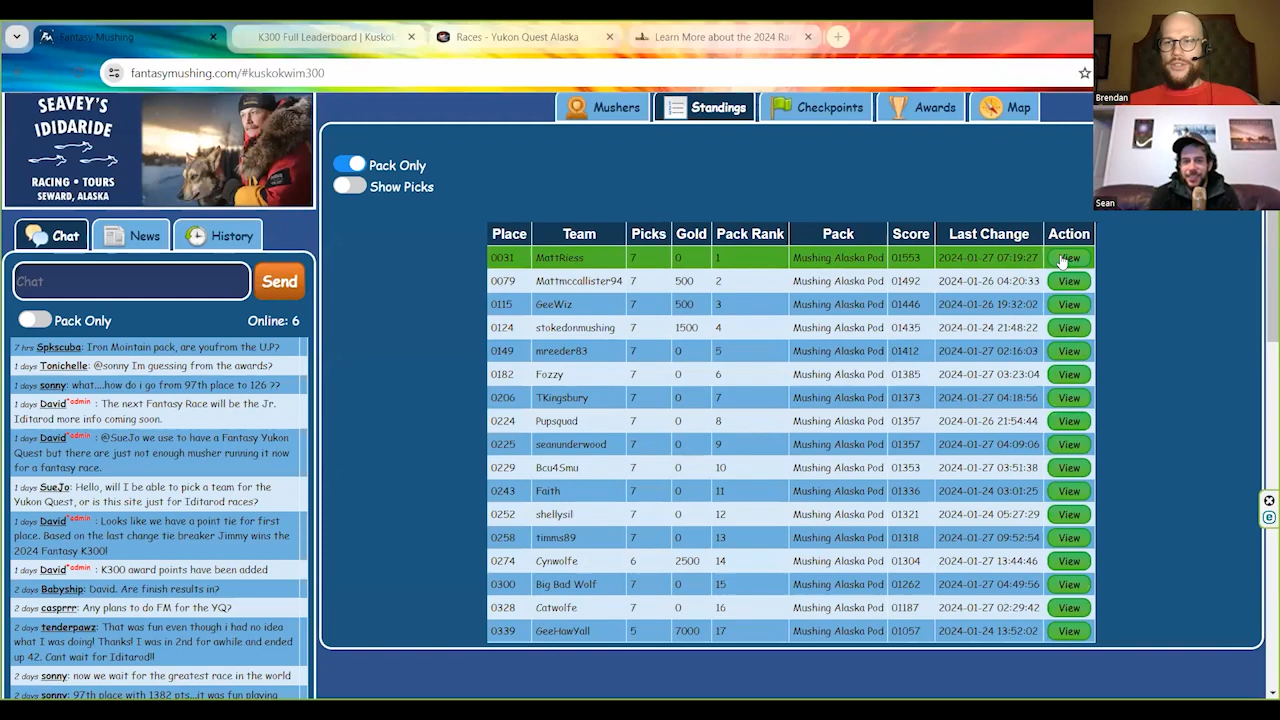 Fantasy Mushing
K300 Full Leaderboard | Kuskok
Races - Yukon Quest Alaska
Learn More about the 2024 Ra
fantasymushing.com/#kuskokwim300
Brendan
Sean
SEAVEY'S
IDIDARIDE
RACING • TOURS
SEWARD, ALASKA
Mushers
Standings
Checkpoints
Awards
Map
Pack Only
Show Picks
Chat
News
History
Chat
Send
Pack Only
Online: 6
7 hrs Spkscuba: Iron Mointain pack, are youfrom the U.P?
1 days Tonichelle: @sonny Im guessing from the awards?
1 days sonny: what....how do i go from 97th place to 126 ??
1 days David*admin : The next Fantasy Race will be the Jr.
Iditarod more info coming soon.
1 days David*admin : @SueJo we use to have a Fantasy Yukon
Quest but there are just not enough musher running it now
for a fantasy race.
1 days SueJo: Hello, will I be able to pick a team for the
Yukon Quest, or is this site just for Iditarod races?
1 days David*admin : Looks like we have a point tie for first
place. Based on the last change tie breaker Jimmy wins the
2024 Fantasy K300!
1 days David*admin : K300 award points have been added
2 days Babyship: David. Are finish results in?
2 days casprrr: Any plans to do FM for the YQ?
2 days tenderpawz: That was fun even though i had no idea
what I was doing! Thanks! I was in 2nd for awhile and ended
up 42. Cant wait for Iditarod!!
2 days sonny: now we wait for the greatest race in the world
2 days sonny: 97th place with 1382 pts...it was fun playing
Place Team Picks Gold Pack Rank Pack Score Last Change Action
0031 MattRiess 7 0 1 Mushing Alaska Pod 01553 2024-01-27 07:19:27 View
0079 Mattmccallister94 7 500 2 Mushing Alaska Pod 01492 2024-01-26 04:20:33 View
0115 GeeWiz 7 500 3 Mushing Alaska Pod 01446 2024-01-26 19:32:02 View
0124 stokedonmushing 7 1500 4 Mushing Alaska Pod 01435 2024-01-24 21:48:22 View
0149 mreeder83 7 0 5 Mushing Alaska Pod 01412 2024-01-27 02:16:03 View
0182 Fozzy 7 0 6 Mushing Alaska Pod 01385 2024-01-27 03:23:04 View
0206 TKingsbury 7 0 7 Mushing Alaska Pod 01373 2024-01-27 04:18:56 View
0224 Pupsquad 7 0 8 Mushing Alaska Pod 01357 2024-01-26 21:54:44 View
0225 seanunderwood 7 0 9 Mushing Alaska Pod 01357 2024-01-27 04:09:06 View
0229 Bcu4Smu 7 0 10 Mushing Alaska Pod 01353 2024-01-27 03:51:38 View
0243 Faith 7 0 11 Mushing Alaska Pod 01336 2024-01-24 03:01:25 View
0252 shellysil 7 0 12 Mushing Alaska Pod 01321 2024-01-24 05:27:29 View
0258 timms89 7 0 13 Mushing Alaska Pod 01318 2024-01-27 09:52:54 View
0274 Cynwolfe 6 2500 14 Mushing Alaska Pod 01304 2024-01-27 13:44:46 View
0300 Big Bad Wolf 7 0 15 Mushing Alaska Pod 01262 2024-01-27 04:49:56 View
0328 Catwolfe 7 0 16 Mushing Alaska Pod 01187 2024-01-27 02:29:42 View
0339 GeeHawYall 5 7000 17 Mushing Alaska Pod 01057 2024-01-24 13:52:02 View